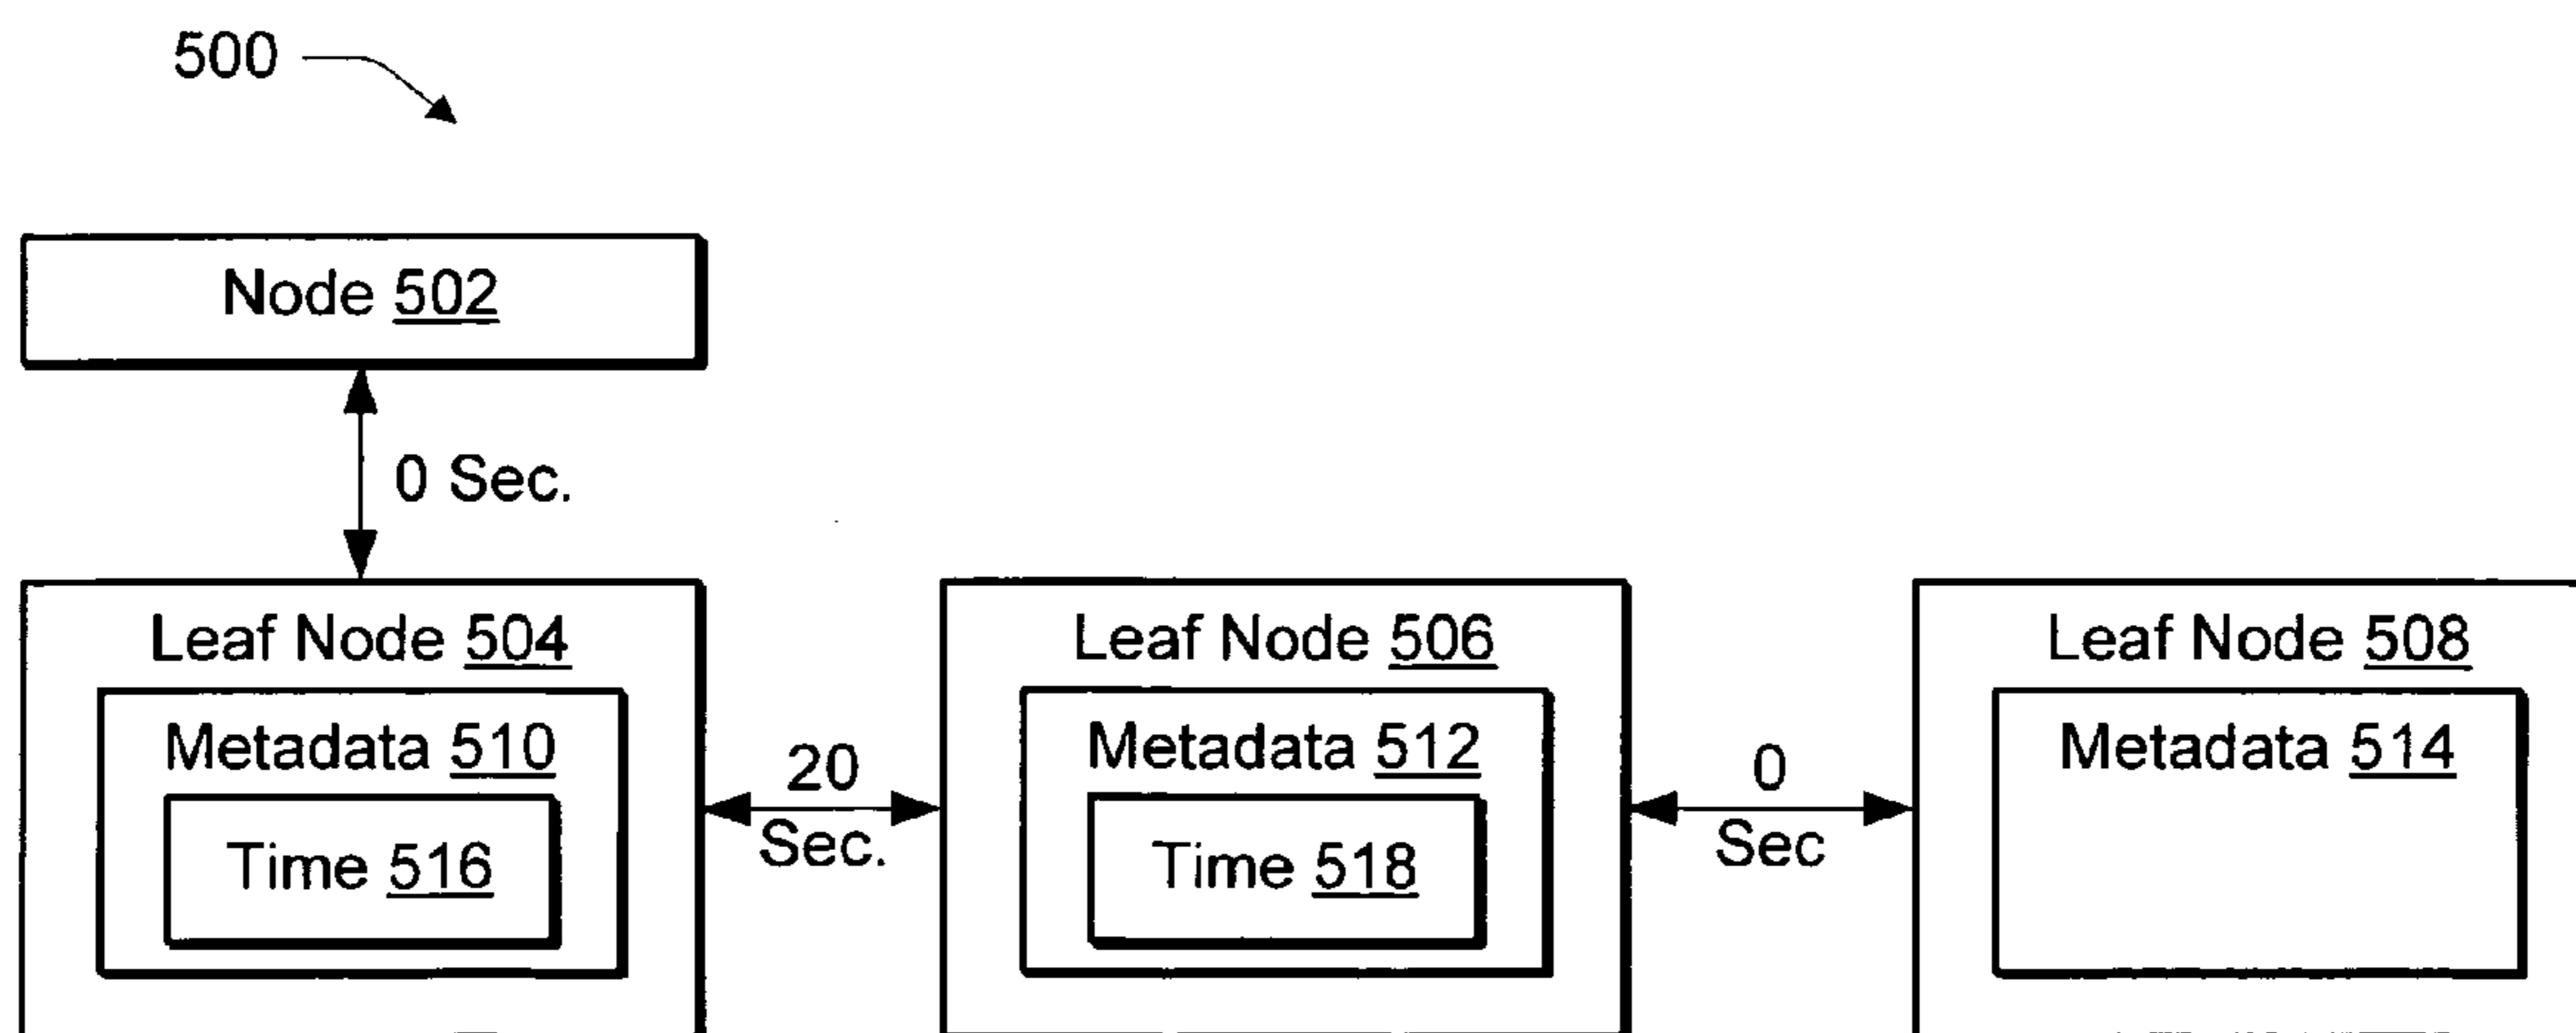 500
Node 502
0 Sec.
Leaf Node 504
Metadata 510
Time 516
20
Sec.
Leaf Node 506
Metadata 512
Time 518
0
Sec
Leaf Node 508
Metadata 514